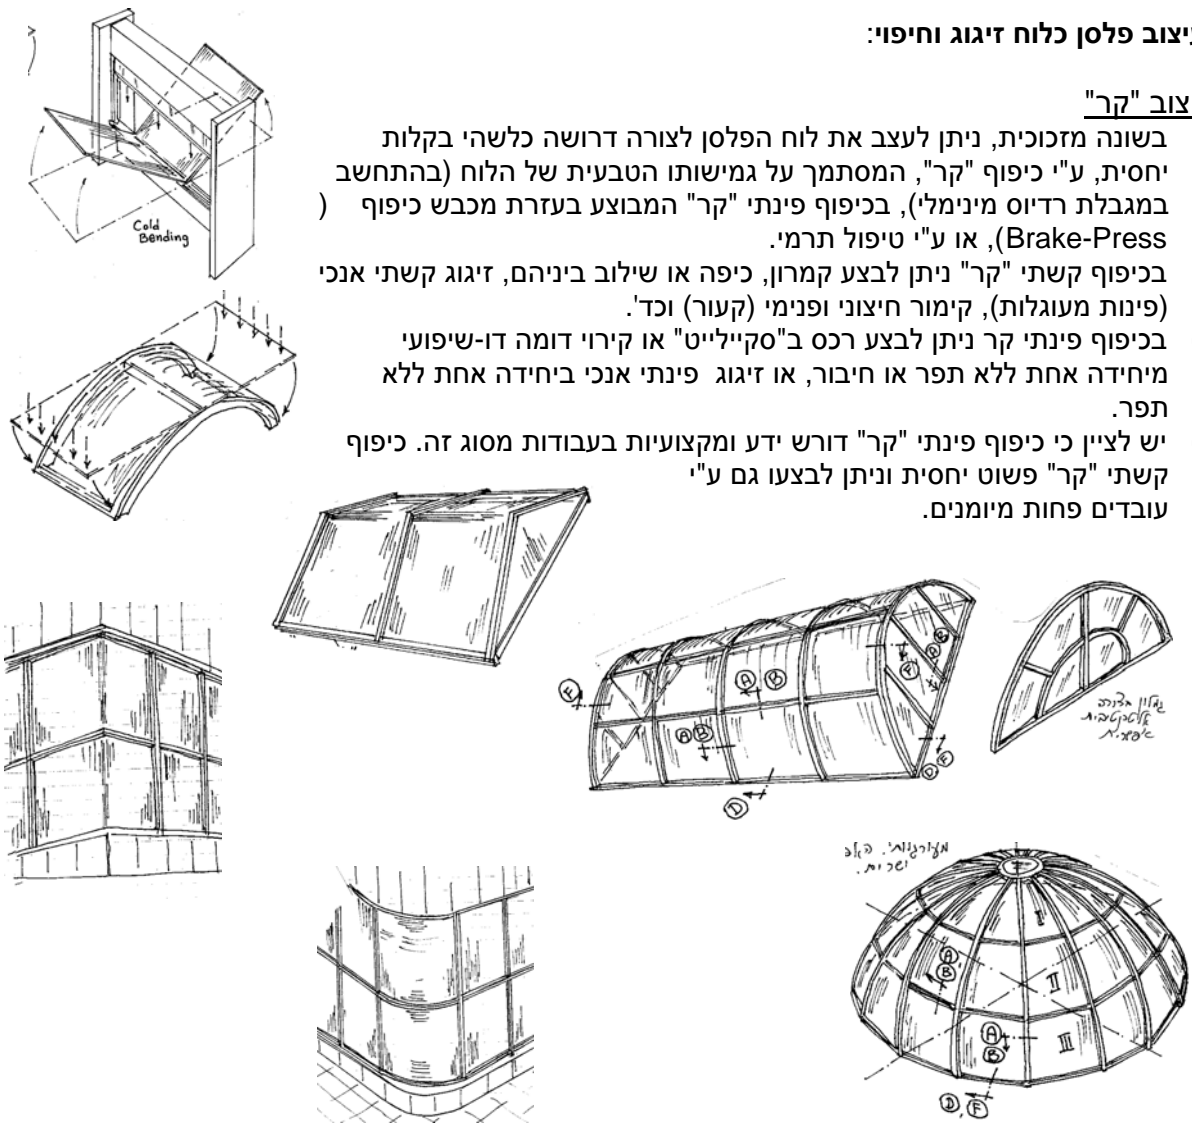 יצוב פלסן כלוח זיגוג וחיפוי:
צוב "קר"
בשונה מזכוכית, ניתן לעצב את לוח הפלסן לצורה דרושה כלשהי בקלות
יחסית, ע"י כיפוף "קר", המסתמך על גמישותו הטבעית של הלוח (בהתחשב
במגבלת רדיוס מינימלי), בכיפוף פינתי "קר" המבוצע בעזרת מכבש כיפוף (
Brake-Press), או ע"י טיפול תרמי.
בכיפוף קשתי "קר" ניתן לבצע קמרון, כיפה או שילוב ביניהם, זיגוג קשתי אנכי
(פינות מעוגלות), קימור חיצוני ופנימי (קעור) וכד'.
בכיפוף פינתי קר ניתן לבצע רכס ב"סקיילייט" או קירוי דומה דו-שיפועי
מיחידה אחת ללא תפר או חיבור, או זיגוג פינתי אנכי ביחידה אחת ללא
תפר.
יש לציין כי כיפוף פינתי "קר" דורש ידע ומקצועיות בעבודות מסוג זה. כיפוף
קשתי "קר" פשוט יחסית וניתן לבצעו גם ע"י
עובדים פחות מיומנים.
Cold
Bending
A B
F
A B
D
F
A B
D, F
אלטרנטיבית
אפשרית
ישרים.
F
I
A
B
II
A
B
III
D, F